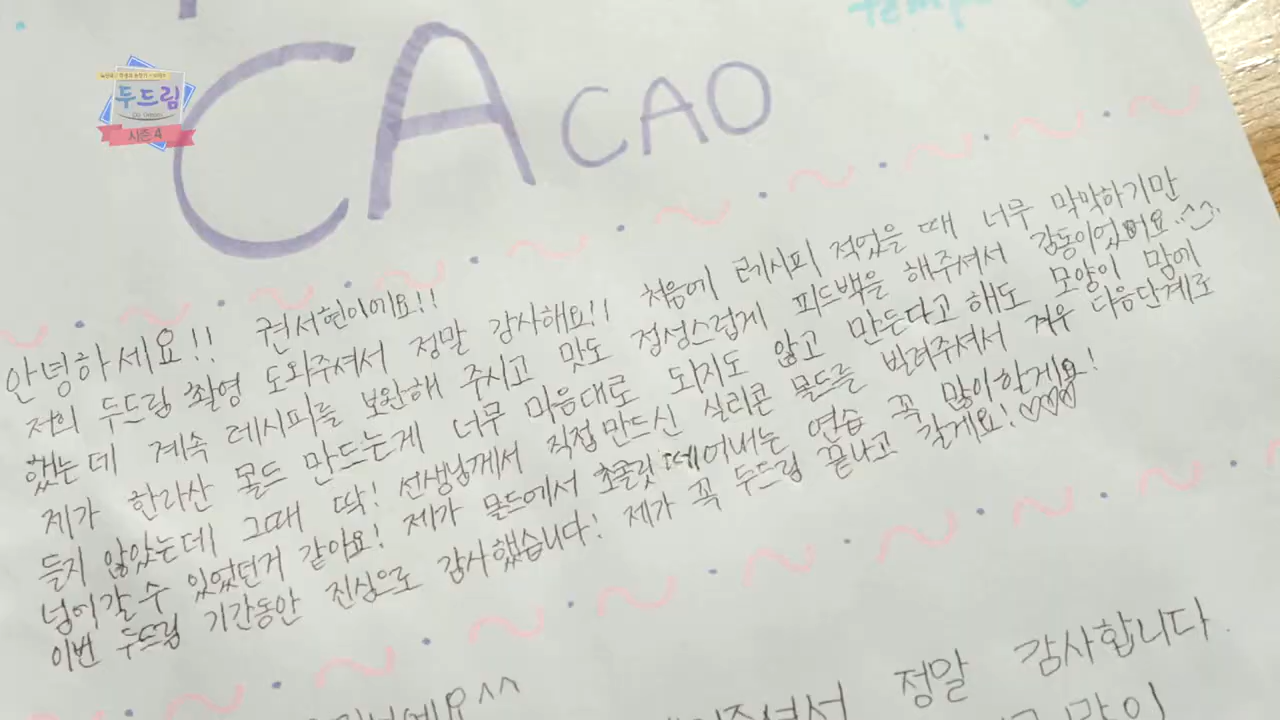 CACAO
두드림
시즌 4
안녕하세요!! 권서현이에요!!
저희 두드림 촬영 도와주셔서 정말 감사해요!! 처음에 레시피 적었을 때 너무 막막하기만
했는데 계속 레시피를 보완해 주시고 맛도 정성스럽게 피드백을 해주셔서 감동이었어요..^^
제가 한라산 몰드 만드는게 너무 마음대로 되지도 않고 만든다고 해도 모양이 맘에
들지 않았는데 그때 딱! 선생님께서 직접 만드신 실리콘 몰드를 빌려주셔서 겨우 다음단계로
넘어갈 수 있었던거 같아요! 제가 몰드에서 초콜릿 떼어내는 연습 꼭 많이할게요!
이번 두드림 기간동안 진심으로 감사했습니다! 제가 꼭 두드림 끝나고 갈게요! ♡♡♡
정말 감사합니다.
많이